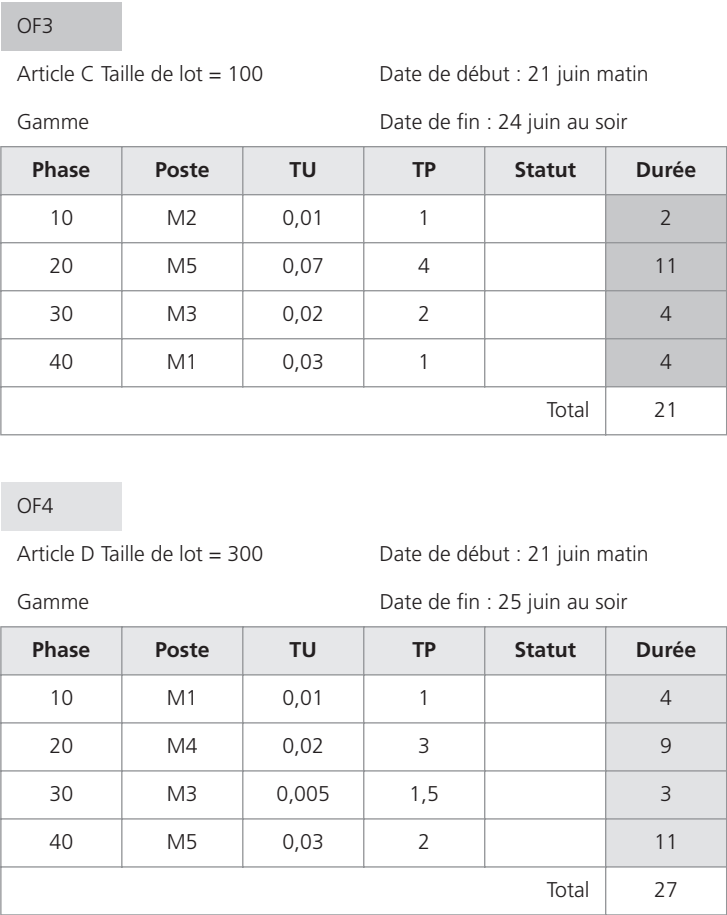 OF3
Article C Taille de lot = 100 Date de début : 21 juin matin
Gamme Date de fin : 24 juin au soir
Phase Poste TU TP Statut Durée
10 M2 0,01 1 2
20 M5 0,07 4 11
30 M3 0,02 2 4
40 M1 0,03 1 4
Total 21
OF4
Article D Taille de lot = 300 Date de début : 21 juin matin
Gamme Date de fin : 25 juin au soir
Phase Poste TU TP Statut Durée
10 M1 0,01 1 4
20 M4 0,02 3 9
30 M3 0,005 1,5 3
40 M5 0,03 2 11
Total 27